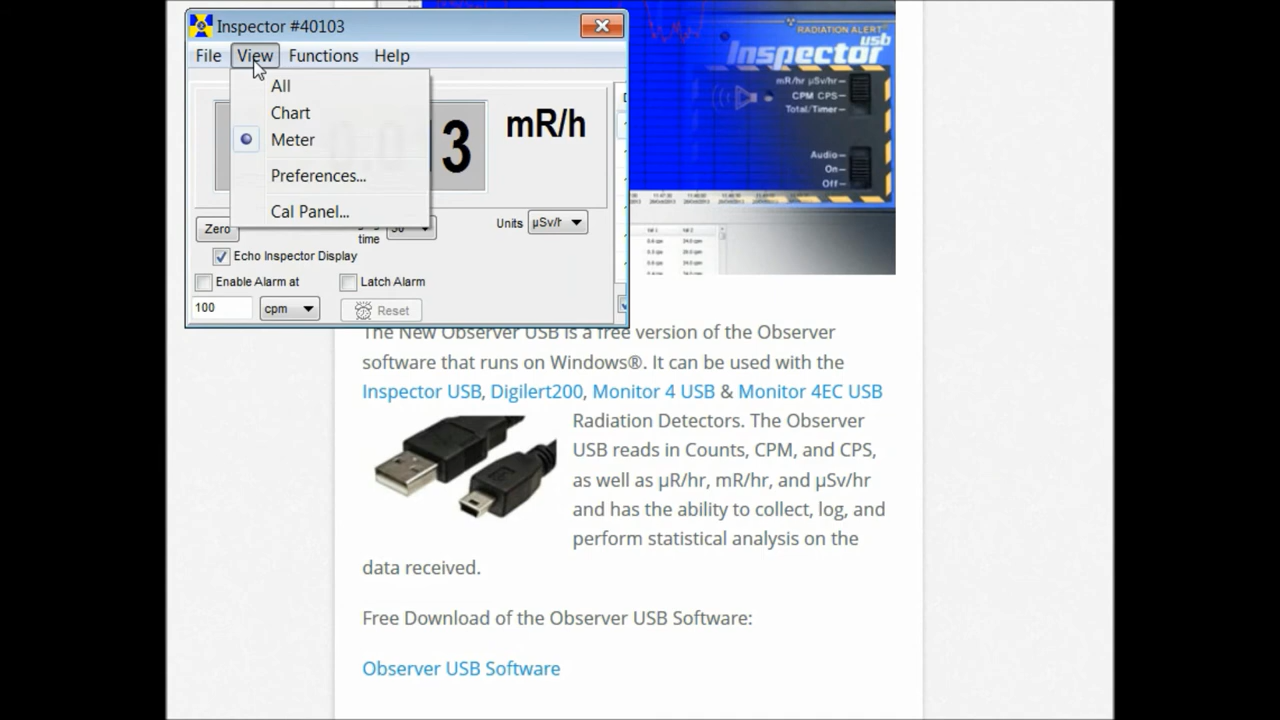 Inspector #40103
File View Functions Help
All
Chart
Meter
Preferences...
Cal Panel...
3 mR/h
Zero
time
Units µSv/h
Echo Inspector Display
Enable Alarm at
Latch Alarm
100 cpm Reset
RADIATION ALERT
Inspector usb
mR/hr µSv/hr
CPM CPS
Total/Timer
Audio
On
Off
The New Observer USB is a free version of the Observer
software that runs on Windows®. It can be used with the
Inspector USB, Digilert200, Monitor 4 USB & Monitor 4EC USB
Radiation Detectors. The Observer
USB reads in Counts, CPM, and CPS,
as well as µR/hr, mR/hr, and µSv/hr
and has the ability to collect, log, and
perform statistical analysis on the
data received.
Free Download of the Observer USB Software:
Observer USB Software